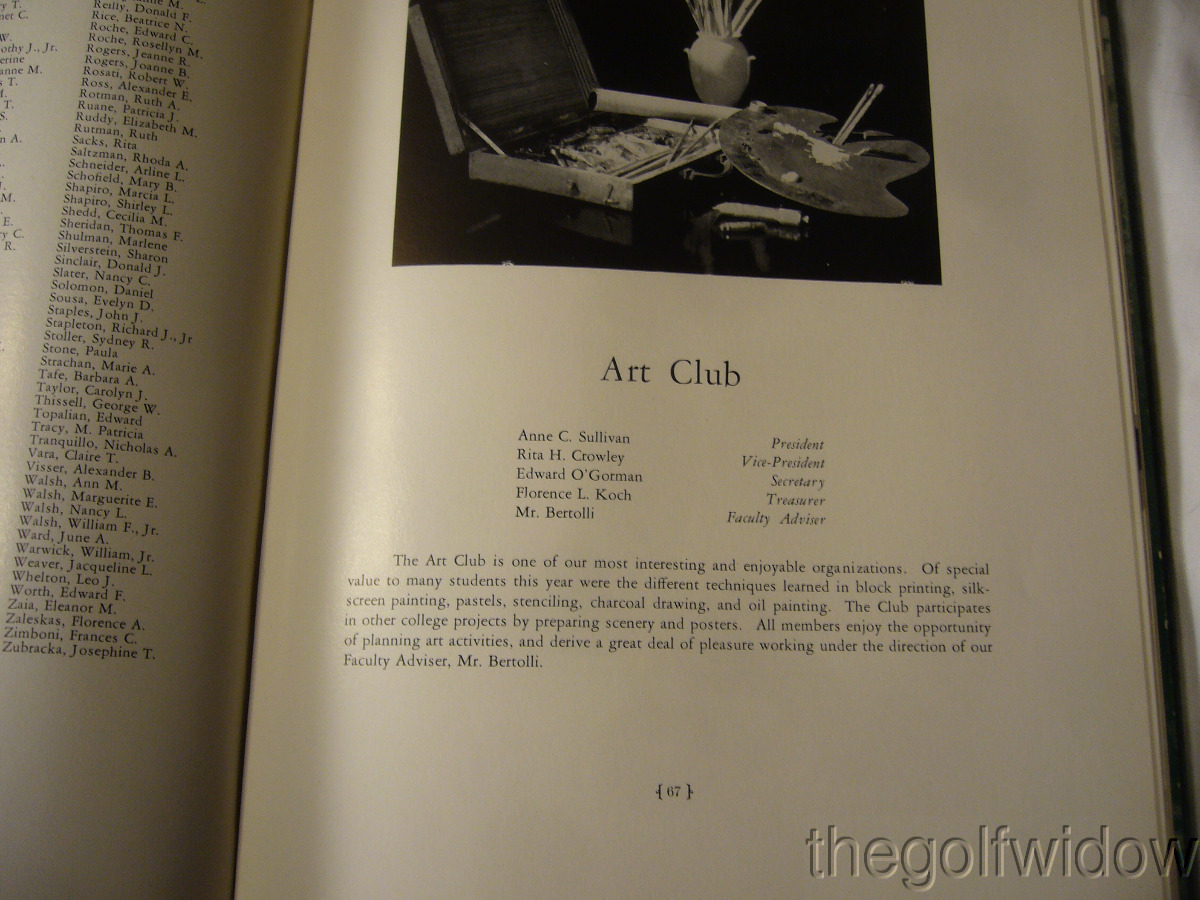 Reilly, Donald F.
Rice, Beatrice N.
Roche, Edward C.
Roche, Rosellyn M.
Rogers, Jeanne R.
Rogers, Joanne B.
Rosati, Robert W.
Ross, Alexander E.
Rotman, Ruth A.
Ruane, Patricia J.
Ruddy, Elizabeth M.
Rutman, Ruth
Sacks, Rita
Saltzman, Rhoda A.
Schneider, Arline L.
Schofield, Mary B.
Shapiro, Marcia L.
Shapiro, Shirley L.
Shedd, Cecilia M.
Sheridan, Thomas F.
Shulman, Marlene
Silverstein, Sharon
Sinclair, Donald J.
Slater, Nancy C.
Solomon, Daniel
Sousa, Evelyn D.
Staples, John J.
Stapleton, Richard J., Jr
Stoller, Sydney R.
Stone, Paula
Strachan, Marie A.
Tafe, Barbara A.
Taylor, Carolyn J.
Thissell, George W.
Topalian, Edward
Tracy, M. Patricia
Tranquillo, Nicholas A.
Vara, Claire T.
Visser, Alexander B.
Walsh, Ann M.
Walsh, Marguerite E.
Walsh, Nancy L.
Walsh, William F., Jr.
Ward, June A.
Warwick, William, Jr.
Weaver, Jacqueline L.
Whelton, Leo J.
Worth, Edward F.
Zaia, Eleanor M.
Zaleskas, Florence A.
Zimboni, Frances C.
Zubracka, Josephine T.
Art Club
Anne C. Sullivan President
Rita H. Crowley Vice-President
Edward O'Gorman Secretary
Florence L. Koch Treasurer
Mr. Bertolli Faculty Adviser
The Art Club is one of our most interesting and enjoyable organizations. Of special
value to many students this year were the different techniques learned in block printing, silk-
screen painting, pastels, stenciling, charcoal drawing, and oil painting. The Club participates
in other college projects by preparing scenery and posters. All members enjoy the opportunity
of planning art activities, and derive a great deal of pleasure working under the direction of our
Faculty Adviser, Mr. Bertolli.
{ 67 }
thegolfwidow